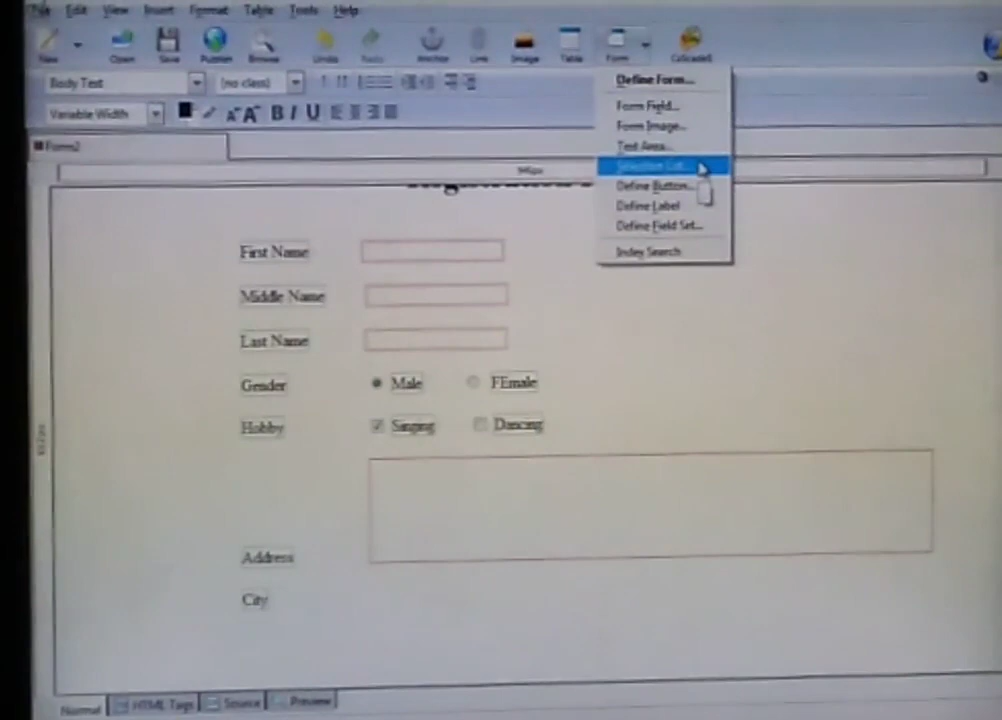 File Edit View Insert Format Table Tools Help
New Open Save Publish Browse Undo Redo Anchor Link Image Table Form CaScadeS
Body Text (no class)
Variable Width A A B I U
Form2
Define Form...
Form Field...
Form Image...
Text Area...
Selection List...
Define Button...
Define Label
Define Field Set...
Index Search
First Name
Middle Name
Last Name
Gender Male FEmale
Hobby Singing Dancing
Address
City
Normal HTML Tags Source Preview